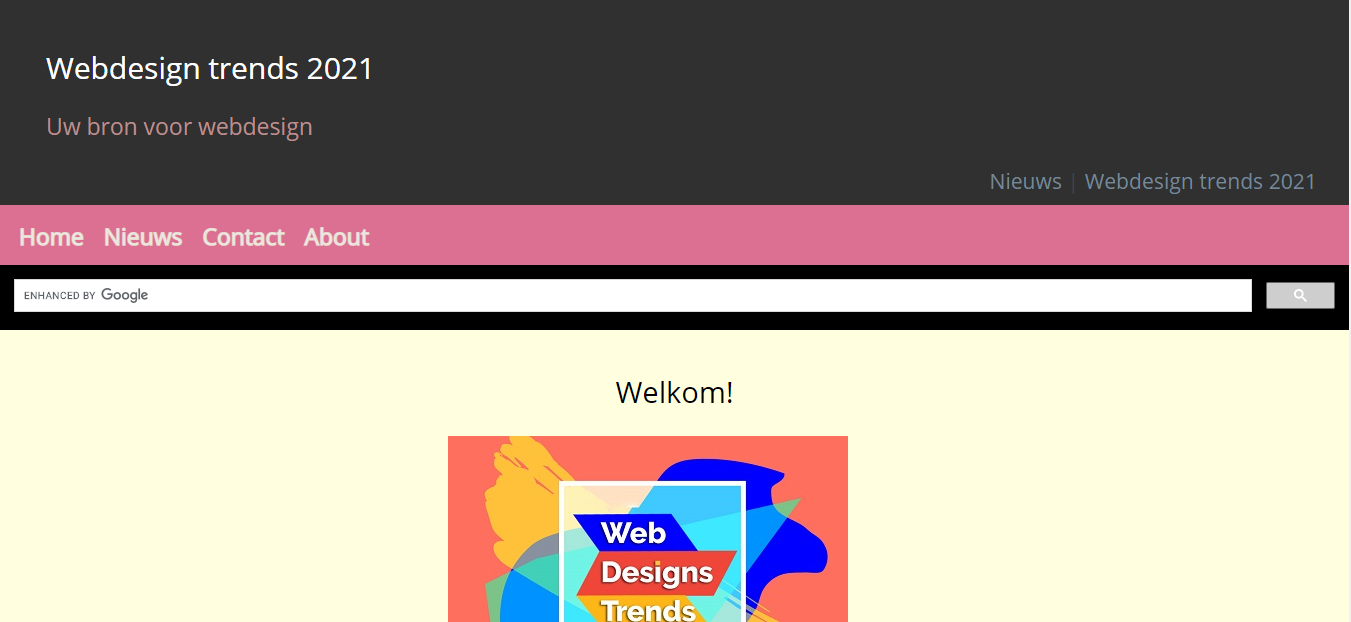 Webdesign trends 2021
Uw bron voor webdesign
Nieuws | Webdesign trends 2021
Home Nieuws Contact About
ENHANCED BY Google
Welkom!
Web
Designs
Trends